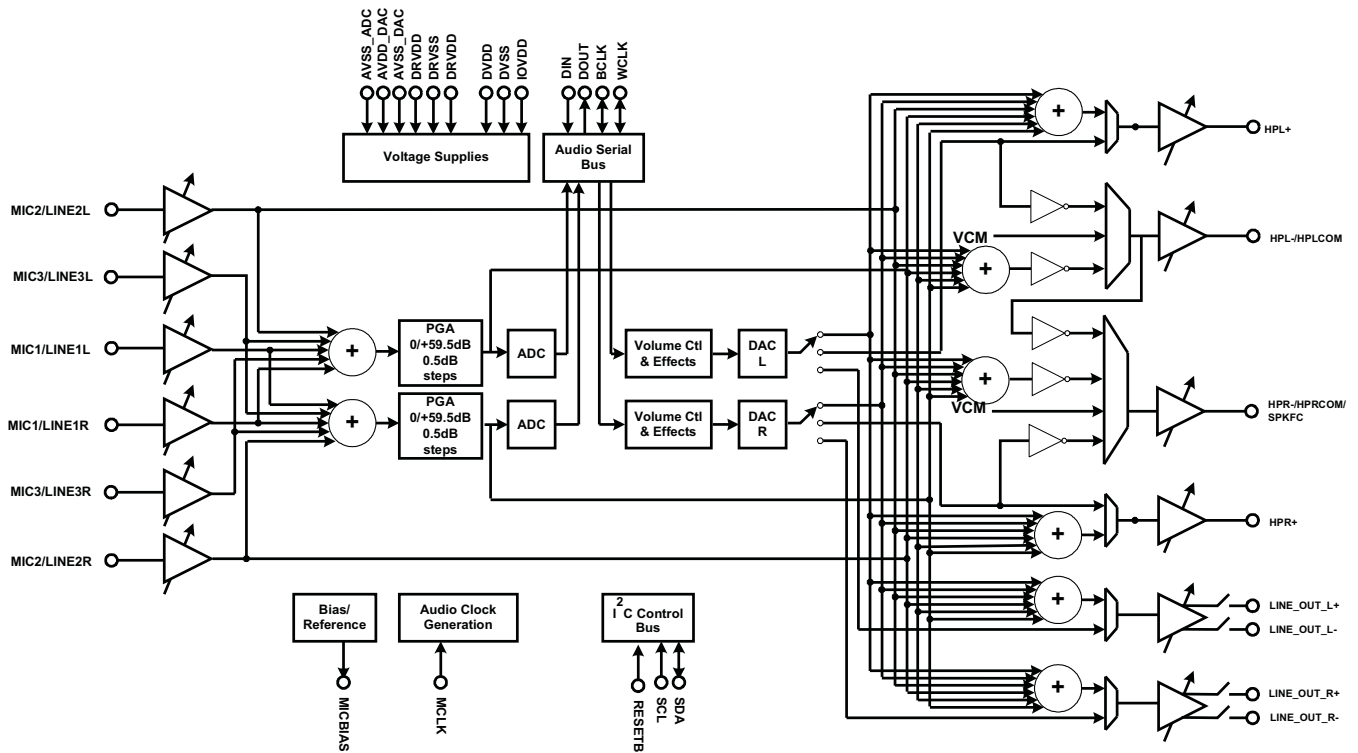 AVSS_ADC
AVDD_DAC
AVSS_DAC
DRVDD
DRVSS
DRVDD
DVDD
DVSS
IOVDD
DIN
DOUT
BCLK
WCLK
Voltage Supplies
Audio Serial
Bus
HPL+
MIC2/LINE2L
VCM
HPL-/HPLCOM
MIC3/LINE3L
MIC1/LINE1L
PGA
0/+59.5dB
0.5dB
steps
ADC
Volume Ctl
& Effects
DAC
L
VCM
HPR-/HPRCOM/
SPKFC
MIC1/LINE1R
PGA
0/+59.5dB
0.5dB
steps
ADC
Volume Ctl
& Effects
DAC
R
MIC3/LINE3R
HPR+
MIC2/LINE2R
Bias/
Reference
Audio Clock
Generation
I2C Control
Bus
MICBIAS
MCLK
RESETB
SCL
SDA
LINE_OUT_L+
LINE_OUT_L-
LINE_OUT_R+
LINE_OUT_R-
+
+
+
+
+
+
+
+